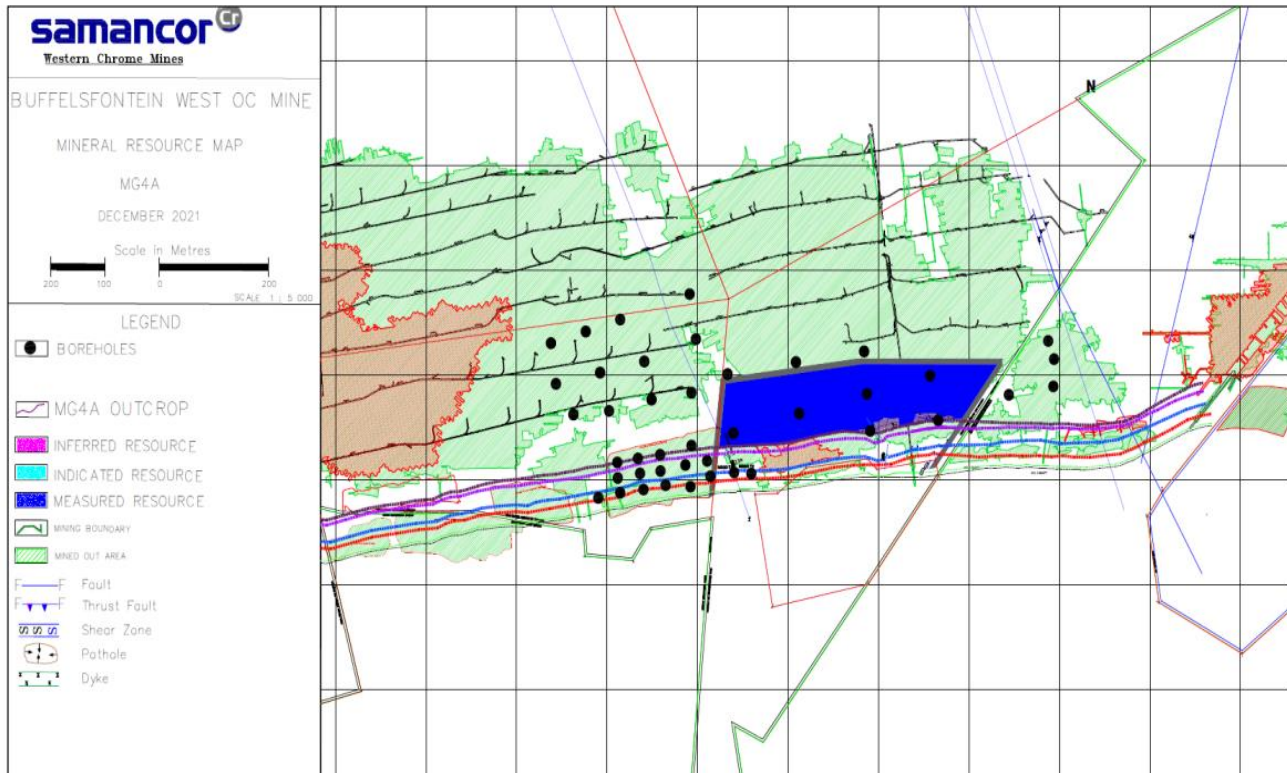 samancor Cr
Western Chrome Mines
BUFFELSFONTEIN WEST OC MINE
MINERAL RESOURCE MAP
MG4A
DECEMBER 2021
Scale in Metres
200 100 0 200
SCALE 1 : 5 000
LEGEND
BOREHOLES
MG4A OUTCROP
INFERRED RESOURCE
INDICATED RESOURCE
MEASURED RESOURCE
MINING BOUNDARY
MINED OUT AREA
F F Fault
F F Thrust Fault
S S S Shear Zone
Pothole
Dyke
N